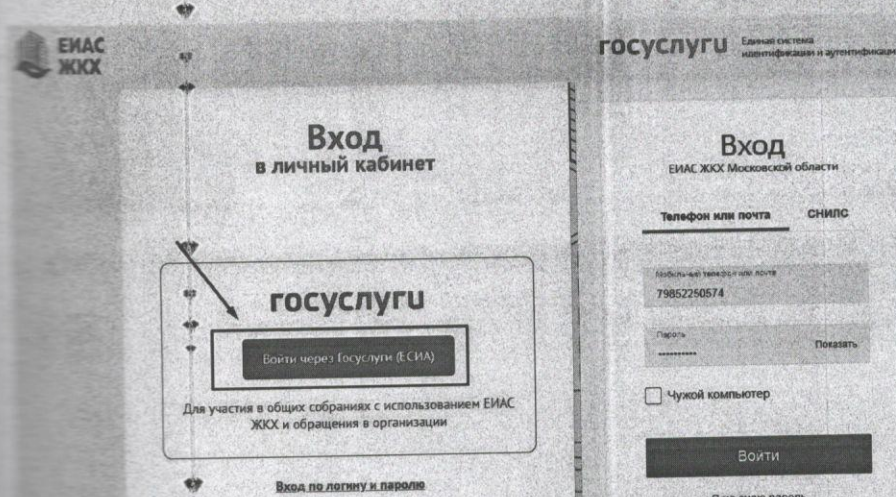 ЕИАС
ЖКХ
Вход
в личный кабинет
госуслуги
Войти через Госуслуги (ЕСИА)
Для участия в общих собраниях с использованием ЕИАС
ЖКХ и обращения в организации
Вход по логину и паролю
госуслуги
Единая система
идентификации и аутентификации
Вход
ЕИАС ЖКХ Московской области
Телефон или почта СНИЛС
Мобильный телефон или почта
79852250574
Пароль
•••••••••• Показать
Чужой компьютер
Войти